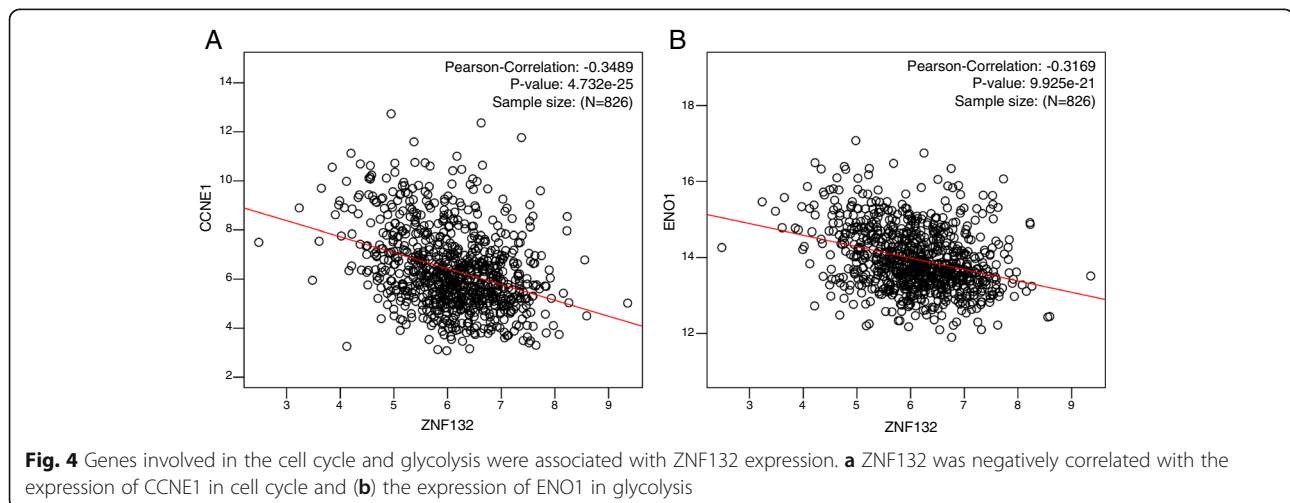 A
Pearson-Correlation: -0.3489
P-value: 4.732e-25
Sample size: (N=826)
14
12
10
8
6
4
2
CCNE1
3 4 5 6 7 8 9
ZNF132
B
Pearson-Correlation: -0.3169
P-value: 9.925e-21
Sample size: (N=826)
18
16
14
12
ENO1
3 4 5 6 7 8 9
ZNF132
Fig. 4 Genes involved in the cell cycle and glycolysis were associated with ZNF132 expression. a ZNF132 was negatively correlated with the
expression of CCNE1 in cell cycle and (b) the expression of ENO1 in glycolysis